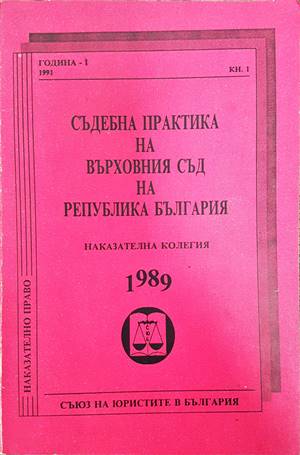 ГОДИНА - I
1991
КН. 1
СЪДЕБНА ПРАКТИКА
НА
ВЪРХОВНИЯ СЪД
НА
РЕПУБЛИКА БЪЛГАРИЯ
НАКАЗАТЕЛНА КОЛЕГИЯ
1989
СЮБ
НАКАЗАТЕЛНО ПРАВО
СЪЮЗ НА ЮРИСТИТЕ В БЪЛГАРИЯ